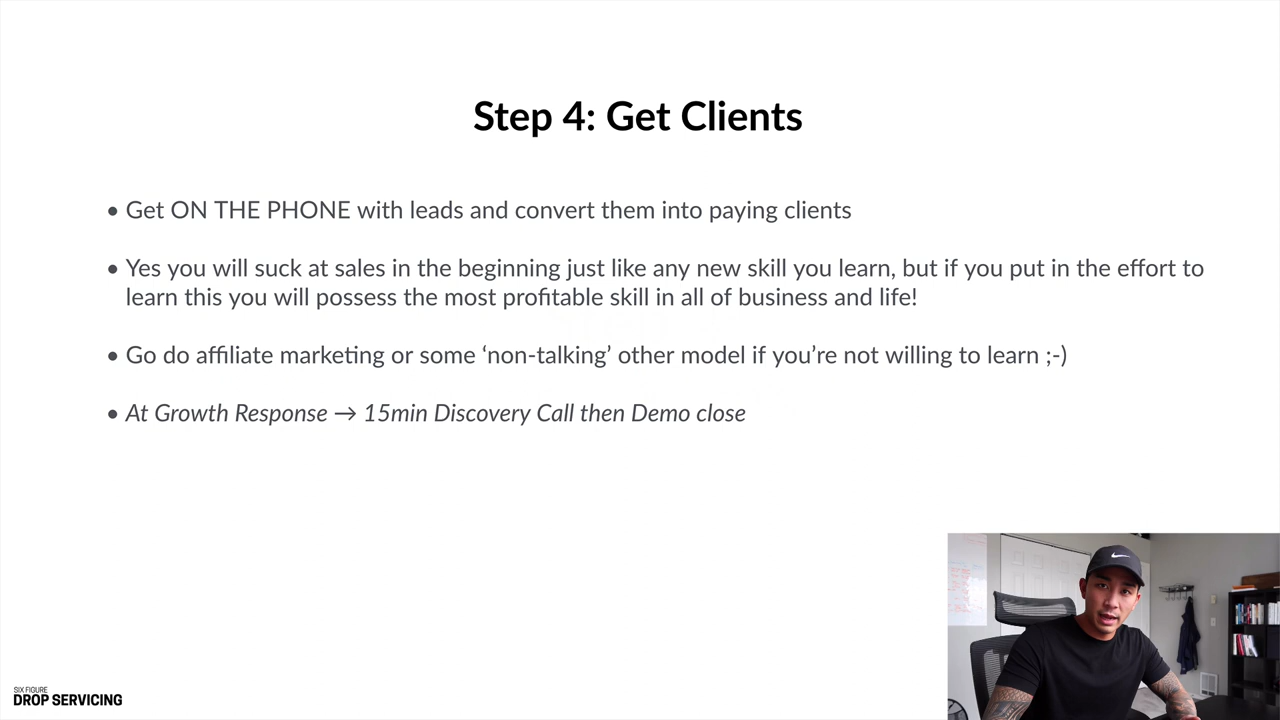 Step 4: Get Clients
• Get ON THE PHONE with leads and convert them into paying clients
• Yes you will suck at sales in the beginning just like any new skill you learn, but if you put in the effort to
learn this you will possess the most profitable skill in all of business and life!
• Go do affiliate marketing or some ‘non-talking’ other model if you’re not willing to learn ;-)
• At Growth Response → 15min Discovery Call then Demo close
SIX FIGURE
DROP SERVICING